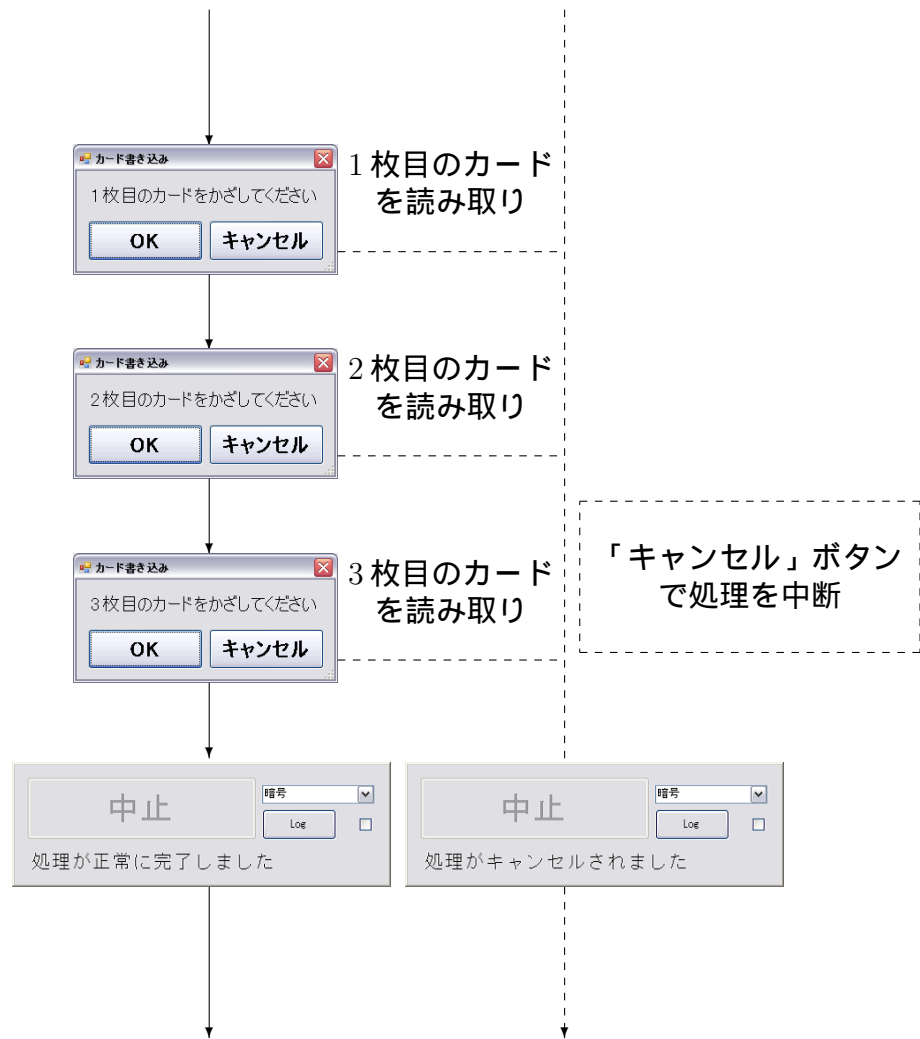 カード書き込み
1枚目のカードをかざしてください
OK キャンセル
1 枚目のカード
を読み取り
カード書き込み
2枚目のカードをかざしてください
OK キャンセル
2 枚目のカード
を読み取り
カード書き込み
3枚目のカードをかざしてください
OK キャンセル
3 枚目のカード
を読み取り
「キャンセル」ボタン
で処理を中断
中止
暗号
Log
処理が正常に完了しました
中止
暗号
Log
処理がキャンセルされました